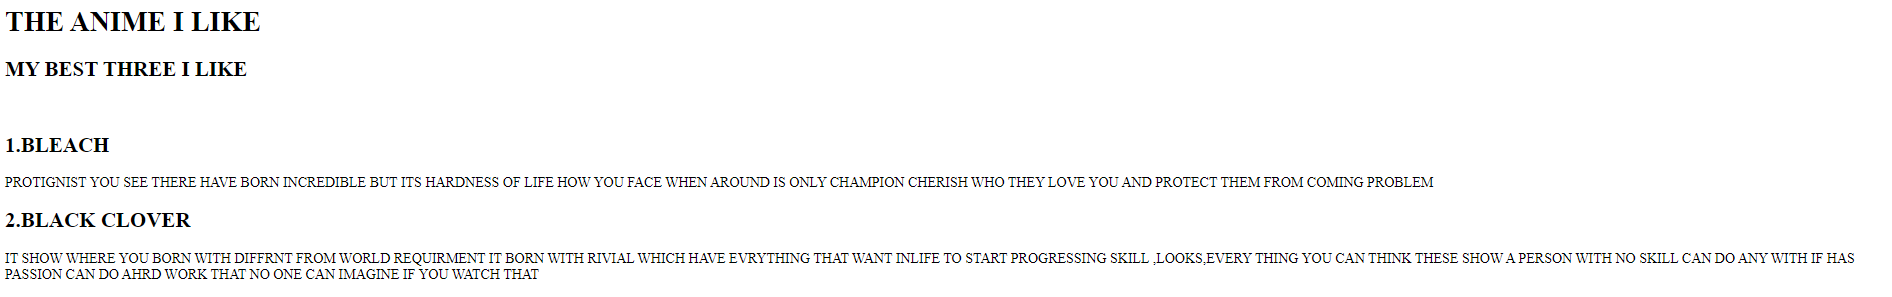 THE ANIME I LIKE
MY BEST THREE I LIKE
1.BLEACH
PROTIGNIST YOU SEE THERE HAVE BORN INCREDIBLE BUT ITS HARDNESS OF LIFE HOW YOU FACE WHEN AROUND IS ONLY CHAMPION CHERISH WHO THEY LOVE YOU AND PROTECT THEM FROM COMING PROBLEM
2.BLACK CLOVER
IT SHOW WHERE YOU BORN WITH DIFFRNT FROM WORLD REQUIRMENT IT BORN WITH RIVIAL WHICH HAVE EVRYTHING THAT WANT INLIFE TO START PROGRESSING SKILL ,LOOKS,EVERY THING YOU CAN THINK THESE SHOW A PERSON WITH NO SKILL CAN DO ANY WITH IF HAS
PASSION CAN DO AHRD WORK THAT NO ONE CAN IMAGINE IF YOU WATCH THAT